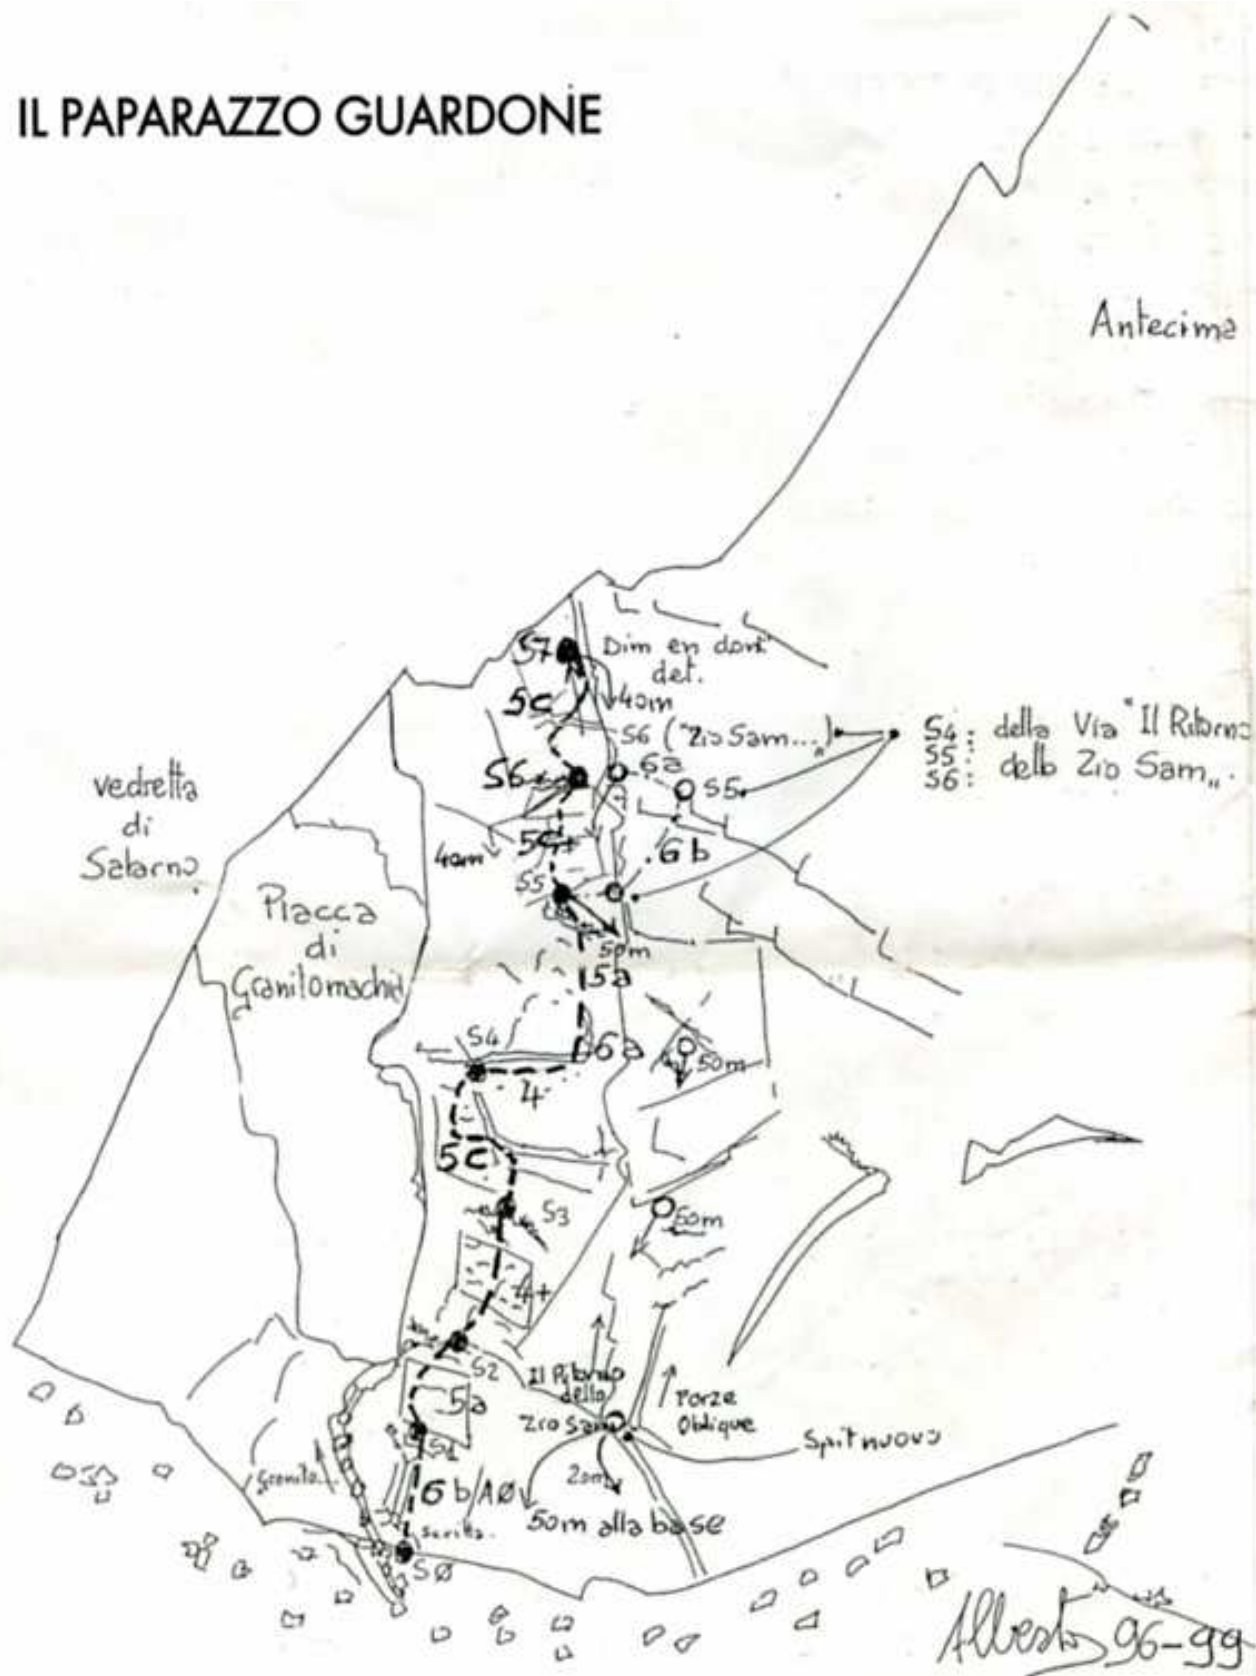 IL PAPARAZZO GUARDONE
Antecima
S7
Dim en dont"
det.
5c
40m
S6 ("Zio Sam...„)
S4: della Via "Il Ritorno
S5:
S6: dello Zio Sam„.
vedretta
di
Salarno
S6
6a
S5
40m
5c+
6b
S5
Placca
di
Granitomachia
50m
5a
S4
6a
50m
4
5c
S3
50m
4+
S2
Il Ritorno
dello
Zio Sam
5a
Forze
Oblique
Spit nuovo
S1
Granito...
20m
6b/A0
50m alla base
scritta.
S0
Alberto 96-99